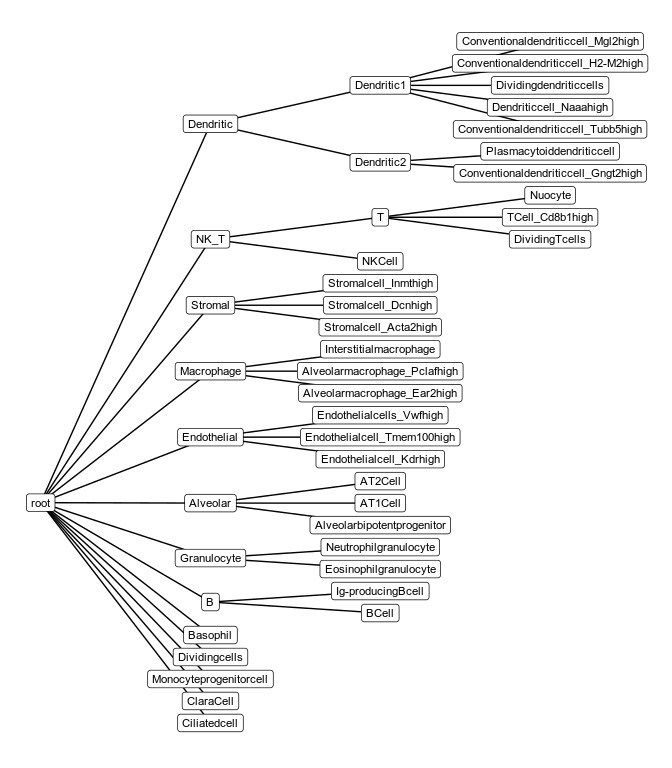 Conventionaldendriticcell_Mgl2high
Conventionaldendriticcell_H2-M2high
Dendritic1
Dividingdendriticcells
Dendriticcell_Naaahigh
Dendritic
Conventionaldendriticcell_Tubb5high
Plasmacytoiddendriticcell
Dendritic2
Conventionaldendriticcell_Gngt2high
Nuocyte
T
TCell_Cd8b1high
NK_T
DividingTcells
NKCell
Stromalcell_Inmthigh
Stromal
Stromalcell_Dcnhigh
Stromalcell_Acta2high
Interstitialmacrophage
Macrophage
Alveolarmacrophage_Pclafhigh
Alveolarmacrophage_Ear2high
Endothelialcells_Vwfhigh
Endothelial
Endothelialcell_Tmem100high
Endothelialcell_Kdrhigh
AT2Cell
root
Alveolar
AT1Cell
Alveolarbipotentprogenitor
Neutrophilgranulocyte
Granulocyte
Eosinophilgranulocyte
Ig-producingBcell
B
BCell
Basophil
Dividingcells
Monocyteprogenitorcell
ClaraCell
Ciliatedcell